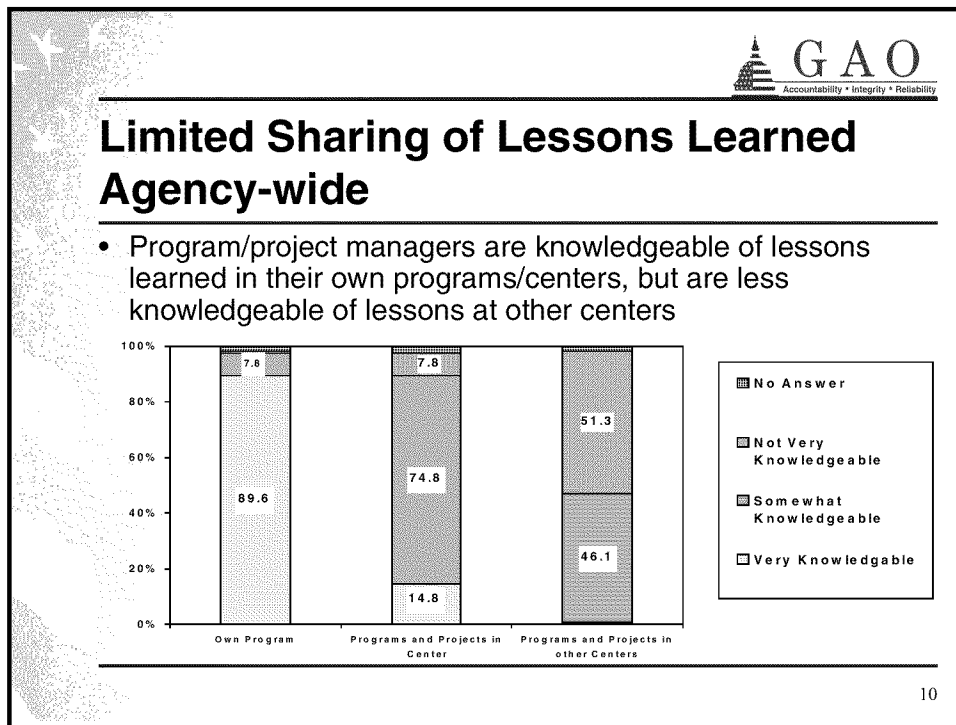 GAO
Accountability * Integrity * Reliability
Limited Sharing of Lessons Learned
Agency-wide
• Program/project managers are knowledgeable of lessons
learned in their own programs/centers, but are less
knowledgeable of lessons at other centers
100%
80%
60%
40%
20%
0%
7.8
89.6
7.8
74.8
14.8
51.3
46.1
Own Program
Programs and Projects in
Center
Programs and Projects in
other Centers
No Answer
Not Very
Knowledgeable
Somewhat
Knowledgeable
Very Knowledgable
10